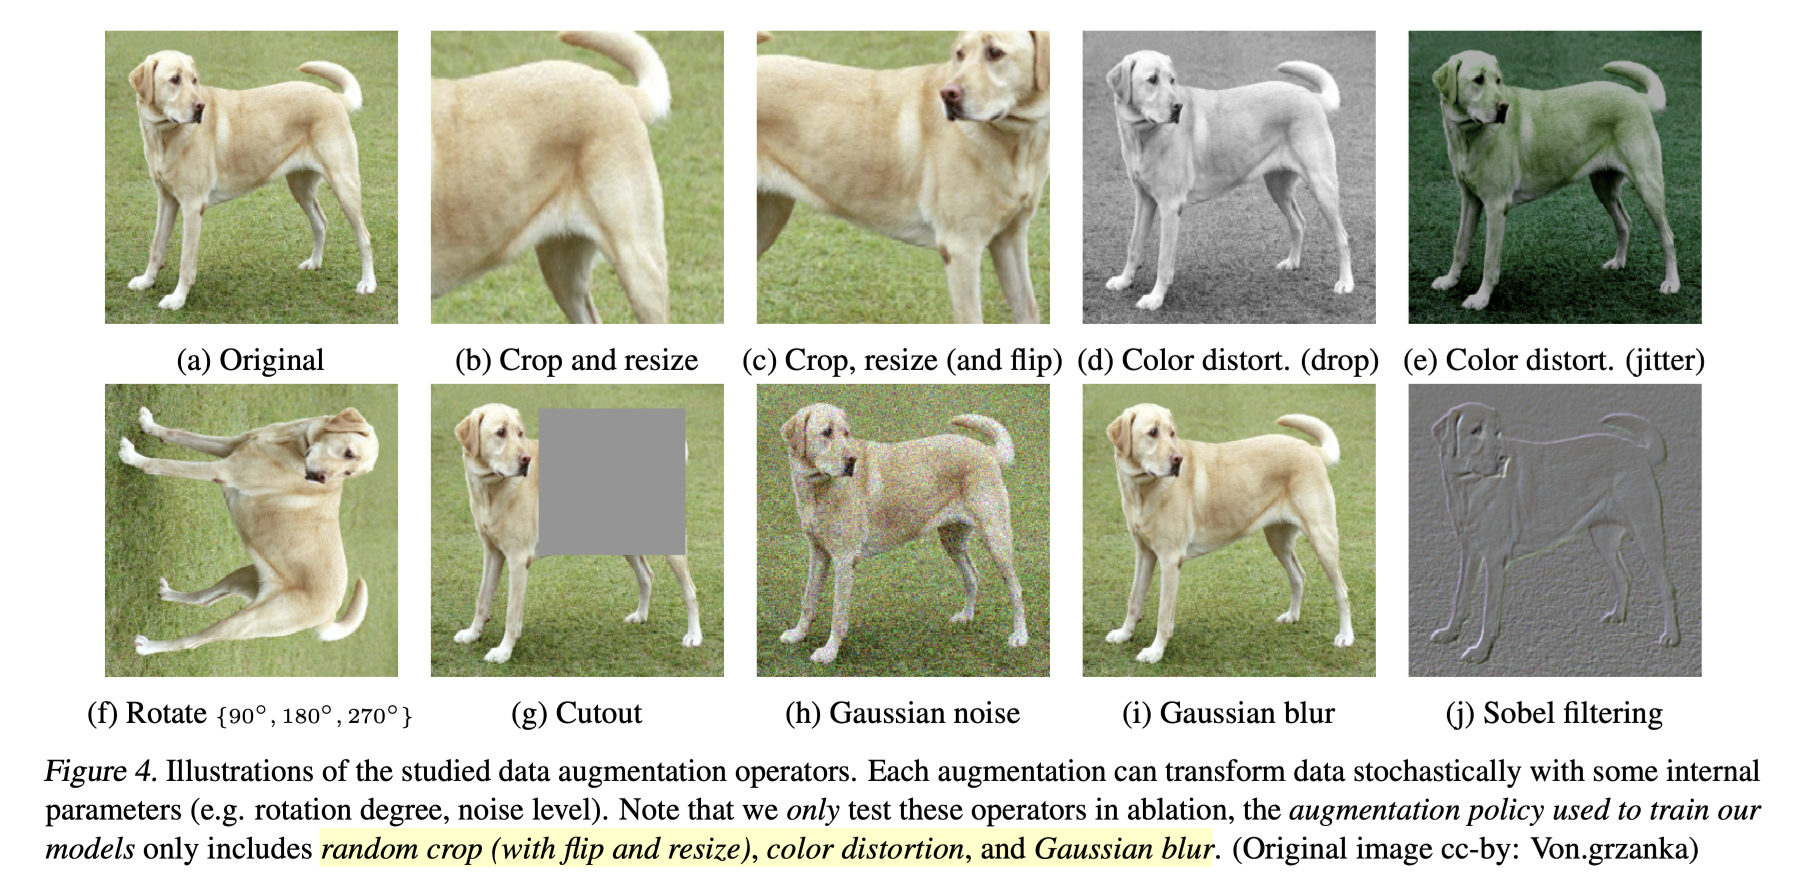 (a) Original
(b) Crop and resize
(c) Crop, resize (and flip)
(d) Color distort. (drop)
(e) Color distort. (jitter)
(f) Rotate {90°, 180°, 270°}
(g) Cutout
(h) Gaussian noise
(i) Gaussian blur
(j) Sobel filtering
Figure 4. Illustrations of the studied data augmentation operators. Each augmentation can transform data stochastically with some internal
parameters (e.g. rotation degree, noise level). Note that we only test these operators in ablation, the augmentation policy used to train our
models only includes random crop (with flip and resize), color distortion, and Gaussian blur. (Original image cc-by: Von.grzanka)